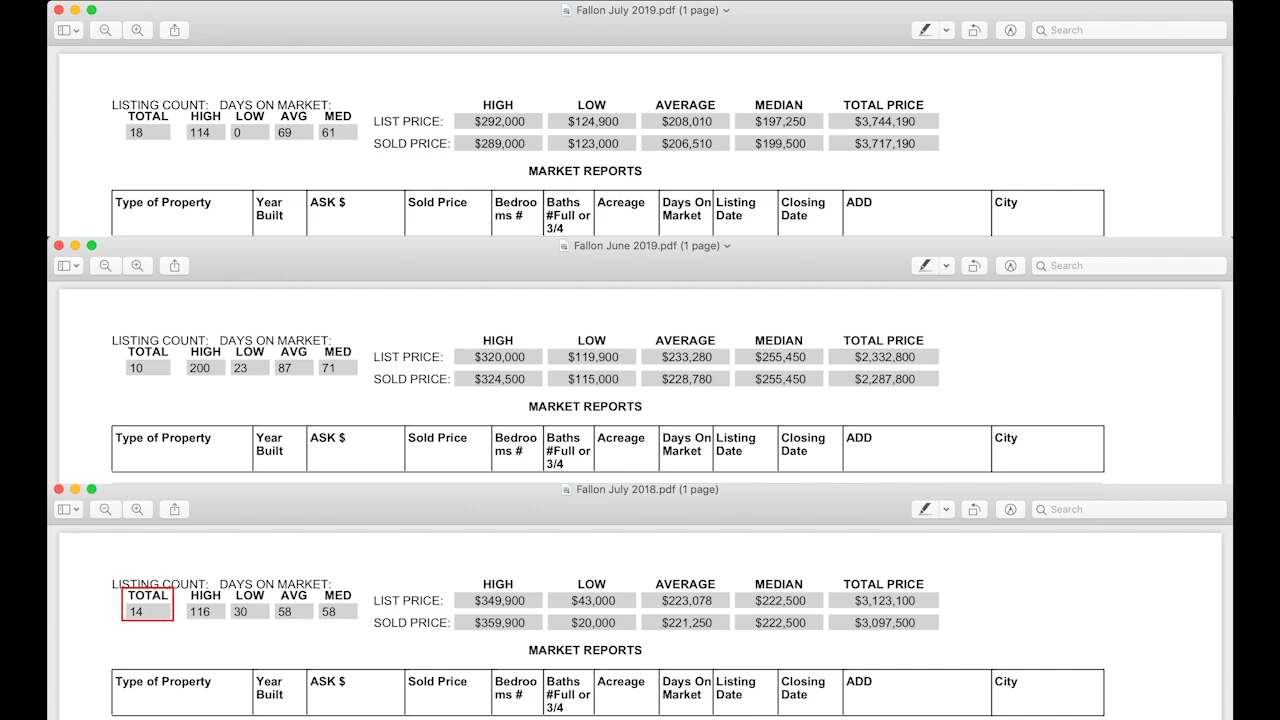 Fallon July 2019.pdf (1 page)
Search
LISTING COUNT: DAYS ON MARKET:
TOTAL HIGH LOW AVG MED HIGH LOW AVERAGE MEDIAN TOTAL PRICE
18 114 0 69 61 LIST PRICE: $292,000 $124,900 $208,010 $197,250 $3,744,190
SOLD PRICE: $289,000 $123,000 $206,510 $199,500 $3,717,190
MARKET REPORTS
Type of Property Year Built ASK $ Sold Price Bedroo ms # Baths #Full or 3/4 Acreage Days On Market Listing Date Closing Date ADD City
Fallon June 2019.pdf (1 page)
Search
LISTING COUNT: DAYS ON MARKET:
TOTAL HIGH LOW AVG MED HIGH LOW AVERAGE MEDIAN TOTAL PRICE
10 200 23 87 71 LIST PRICE: $320,000 $119,900 $233,280 $255,450 $2,332,800
SOLD PRICE: $324,500 $115,000 $228,780 $255,450 $2,287,800
MARKET REPORTS
Type of Property Year Built ASK $ Sold Price Bedroo ms # Baths #Full or 3/4 Acreage Days On Market Listing Date Closing Date ADD City
Fallon July 2018.pdf (1 page)
Search
LISTING COUNT: DAYS ON MARKET:
TOTAL HIGH LOW AVG MED HIGH LOW AVERAGE MEDIAN TOTAL PRICE
14 116 30 58 58 LIST PRICE: $349,900 $43,000 $223,078 $222,500 $3,123,100
SOLD PRICE: $359,900 $20,000 $221,250 $222,500 $3,097,500
MARKET REPORTS
Type of Property Year Built ASK $ Sold Price Bedroo ms # Baths #Full or 3/4 Acreage Days On Market Listing Date Closing Date ADD City